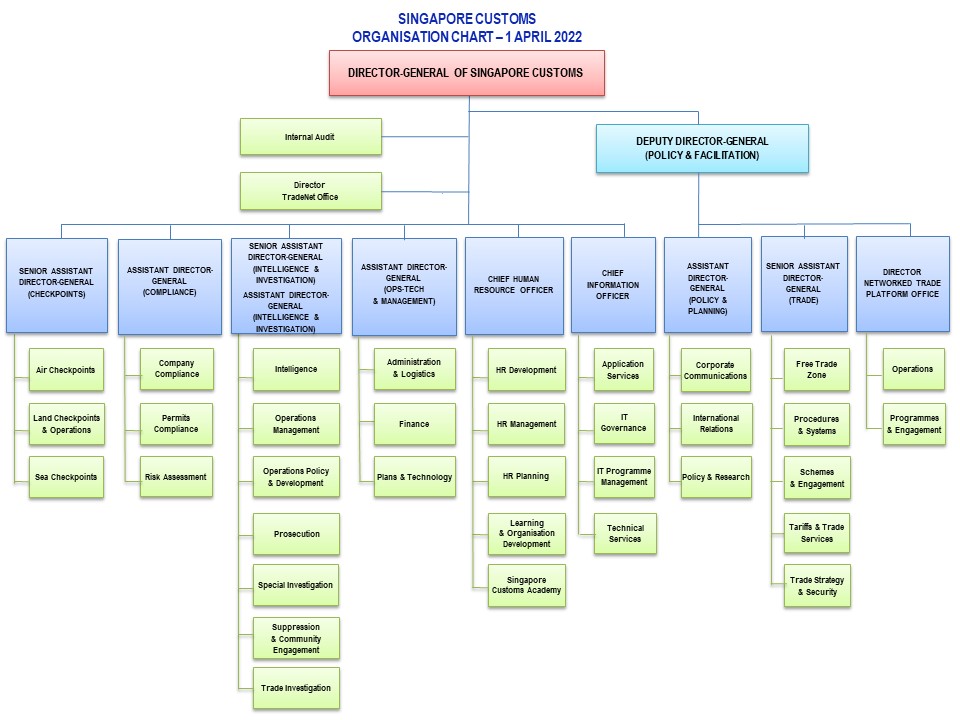 SINGAPORE CUSTOMS
ORGANISATION CHART – 1 APRIL 2022
DIRECTOR-GENERAL OF SINGAPORE CUSTOMS
Internal Audit
DEPUTY DIRECTOR-GENERAL
(POLICY & FACILITATION)
Director
TradeNet Office
SENIOR ASSISTANT
DIRECTOR-GENERAL
(CHECKPOINTS)
ASSISTANT DIRECTOR-
GENERAL
(COMPLIANCE)
SENIOR ASSISTANT
DIRECTOR-GENERAL
(INTELLIGENCE &
INVESTIGATION)
ASSISTANT DIRECTOR-
GENERAL
(INTELLIGENCE &
INVESTIGATION)
ASSISTANT DIRECTOR-
GENERAL
(OPS-TECH
& MANAGEMENT)
CHIEF HUMAN
RESOURCE OFFICER
CHIEF
INFORMATION
OFFICER
ASSISTANT
DIRECTOR-
GENERAL
(POLICY &
PLANNING)
SENIOR ASSISTANT
DIRECTOR-
GENERAL
(TRADE)
DIRECTOR
NETWORKED TRADE
PLATFORM OFFICE
Air Checkpoints
Land Checkpoints
& Operations
Sea Checkpoints
Company
Compliance
Permits
Compliance
Risk Assessment
Intelligence
Operations
Management
Operations Policy
& Development
Prosecution
Special Investigation
Suppression
& Community
Engagement
Trade Investigation
Administration
& Logistics
Finance
Plans & Technology
HR Development
HR Management
HR Planning
Learning
& Organisation
Development
Singapore
Customs Academy
Application
Services
IT
Governance
IT Programme
Management
Technical
Services
Corporate
Communications
International
Relations
Policy & Research
Free Trade
Zone
Procedures
& Systems
Schemes
& Engagement
Tariffs & Trade
Services
Trade Strategy
& Security
Operations
Programmes
& Engagement